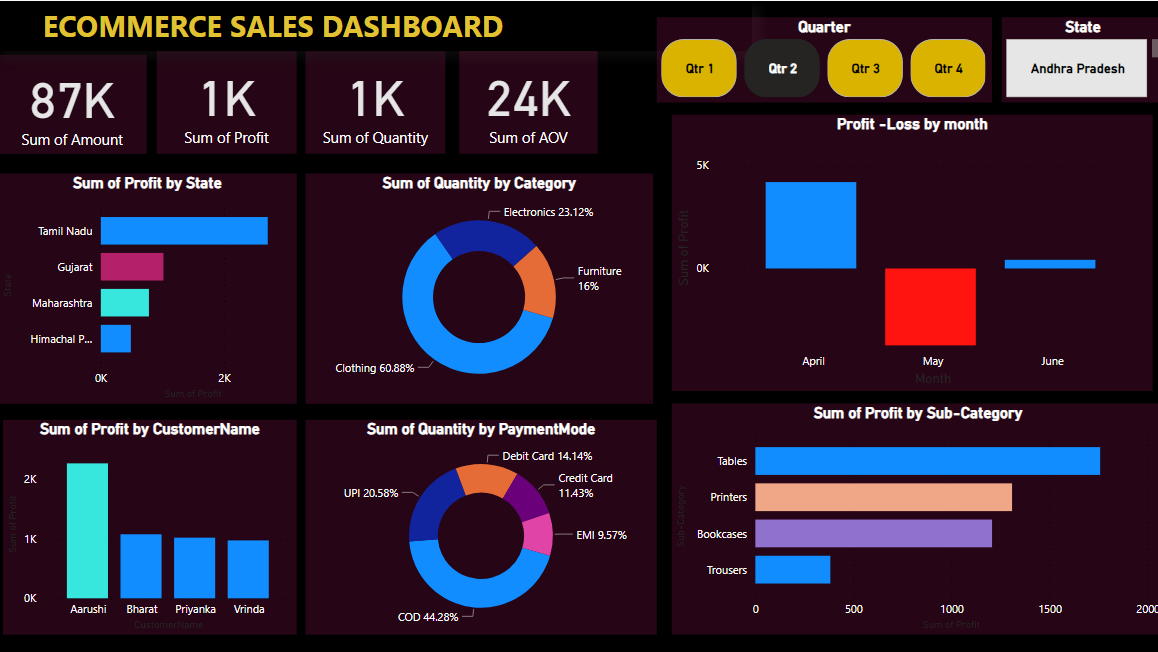 ECOMMERCE SALES DASHBOARD
Quarter
Qtr 1
Qtr 2
Qtr 3
Qtr 4
State
Andhra Pradesh
87K
Sum of Amount
1K
Sum of Profit
1K
Sum of Quantity
24K
Sum of AOV
Sum of Profit by State
State
Tamil Nadu
Gujarat
Maharashtra
Himachal P...
0K
2K
Sum of Profit
Sum of Quantity by Category
Electronics 23.12%
Furniture
16%
Clothing 60.88%
Profit -Loss by month
Sum of Profit
5K
0K
April
May
June
Month
Sum of Profit by CustomerName
Sum of Profit
2K
1K
0K
Aarushi
Bharat
Priyanka
Vrinda
CustomerName
Sum of Quantity by PaymentMode
Debit Card 14.14%
Credit Card
11.43%
UPI 20.58%
EMI 9.57%
COD 44.28%
Sum of Profit by Sub-Category
Sub-Category
Tables
Printers
Bookcases
Trousers
0
500
1000
1500
2000
Sum of Profit